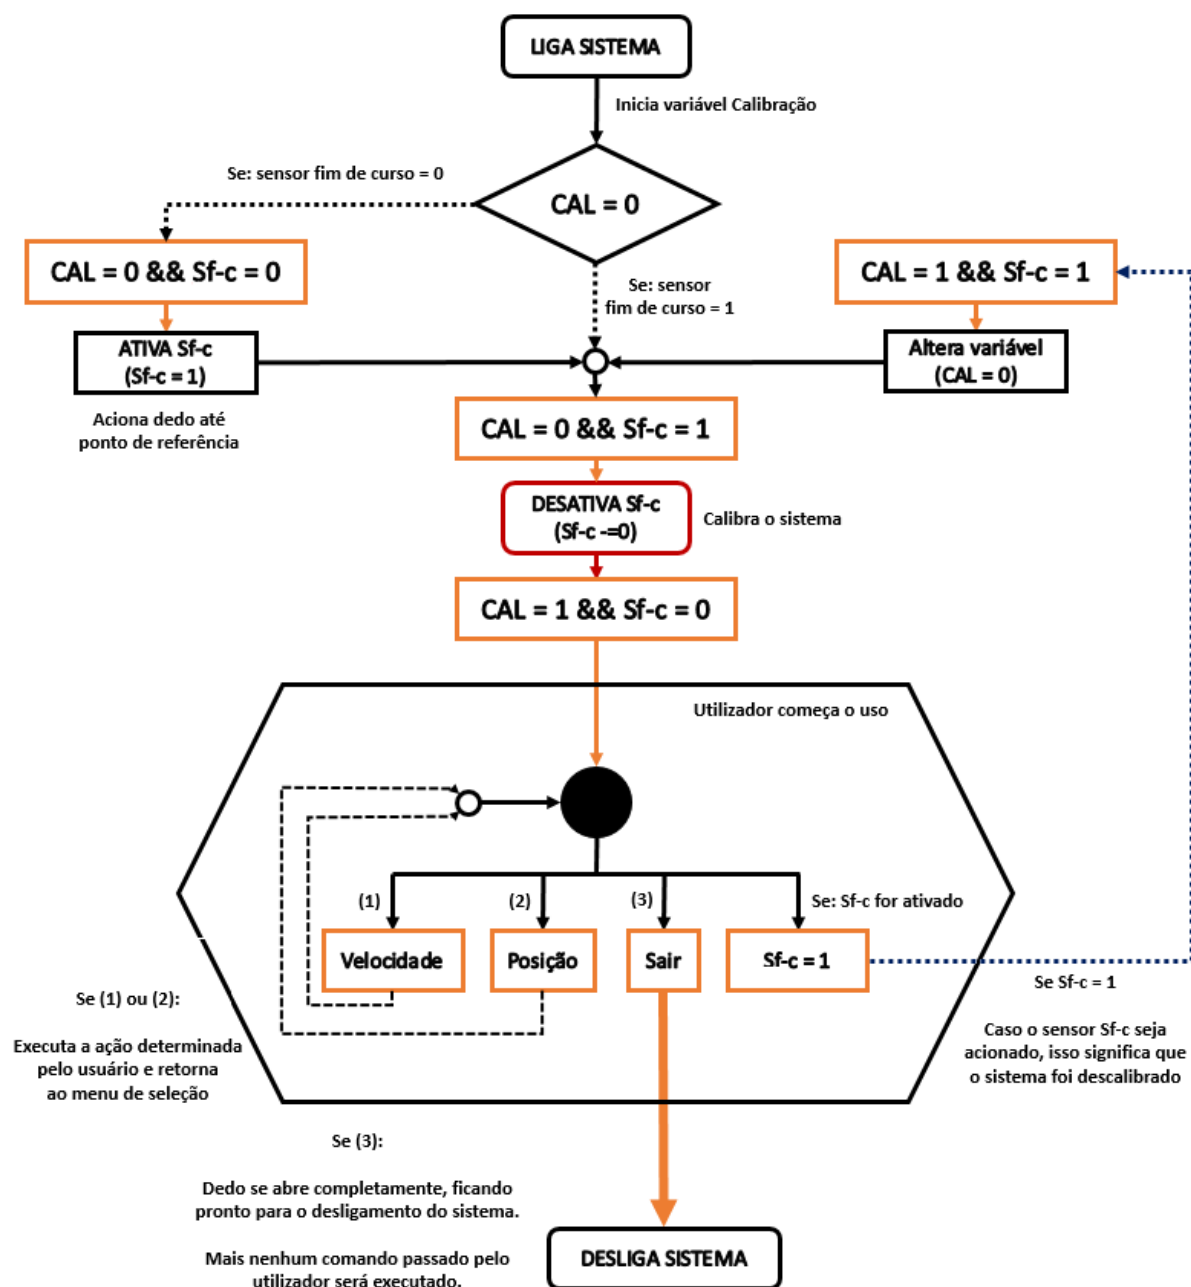 LIGA SISTEMA
Inicia variável Calibração
Se: sensor fim de curso = 0
CAL = 0
CAL = 0 && Sf-c = 0
CAL = 1 && Sf-c = 1
Se: sensor
fim de curso = 1
ATIVA Sf-c
(Sf-c = 1)
Altera variável
(CAL = 0)
Aciona dedo até
ponto de referência
CAL = 0 && Sf-c = 1
DESATIVA Sf-c
(Sf-c -=0)
Calibra o sistema
CAL = 1 && Sf-c = 0
Utilizador começa o uso
(1)
(2)
(3)
Se: Sf-c for ativado
Velocidade
Posição
Sair
Sf-c = 1
Se (1) ou (2):
Executa a ação determinada
pelo usuário e retorna
ao menu de seleção
Se Sf-c = 1
Caso o sensor Sf-c seja
acionado, isso significa que
o sistema foi descalibrado
Se (3):
Dedo se abre completamente, ficando
pronto para o desligamento do sistema.
Mais nenhum comando passado pelo
utilizador será executado.
DESLIGA SISTEMA